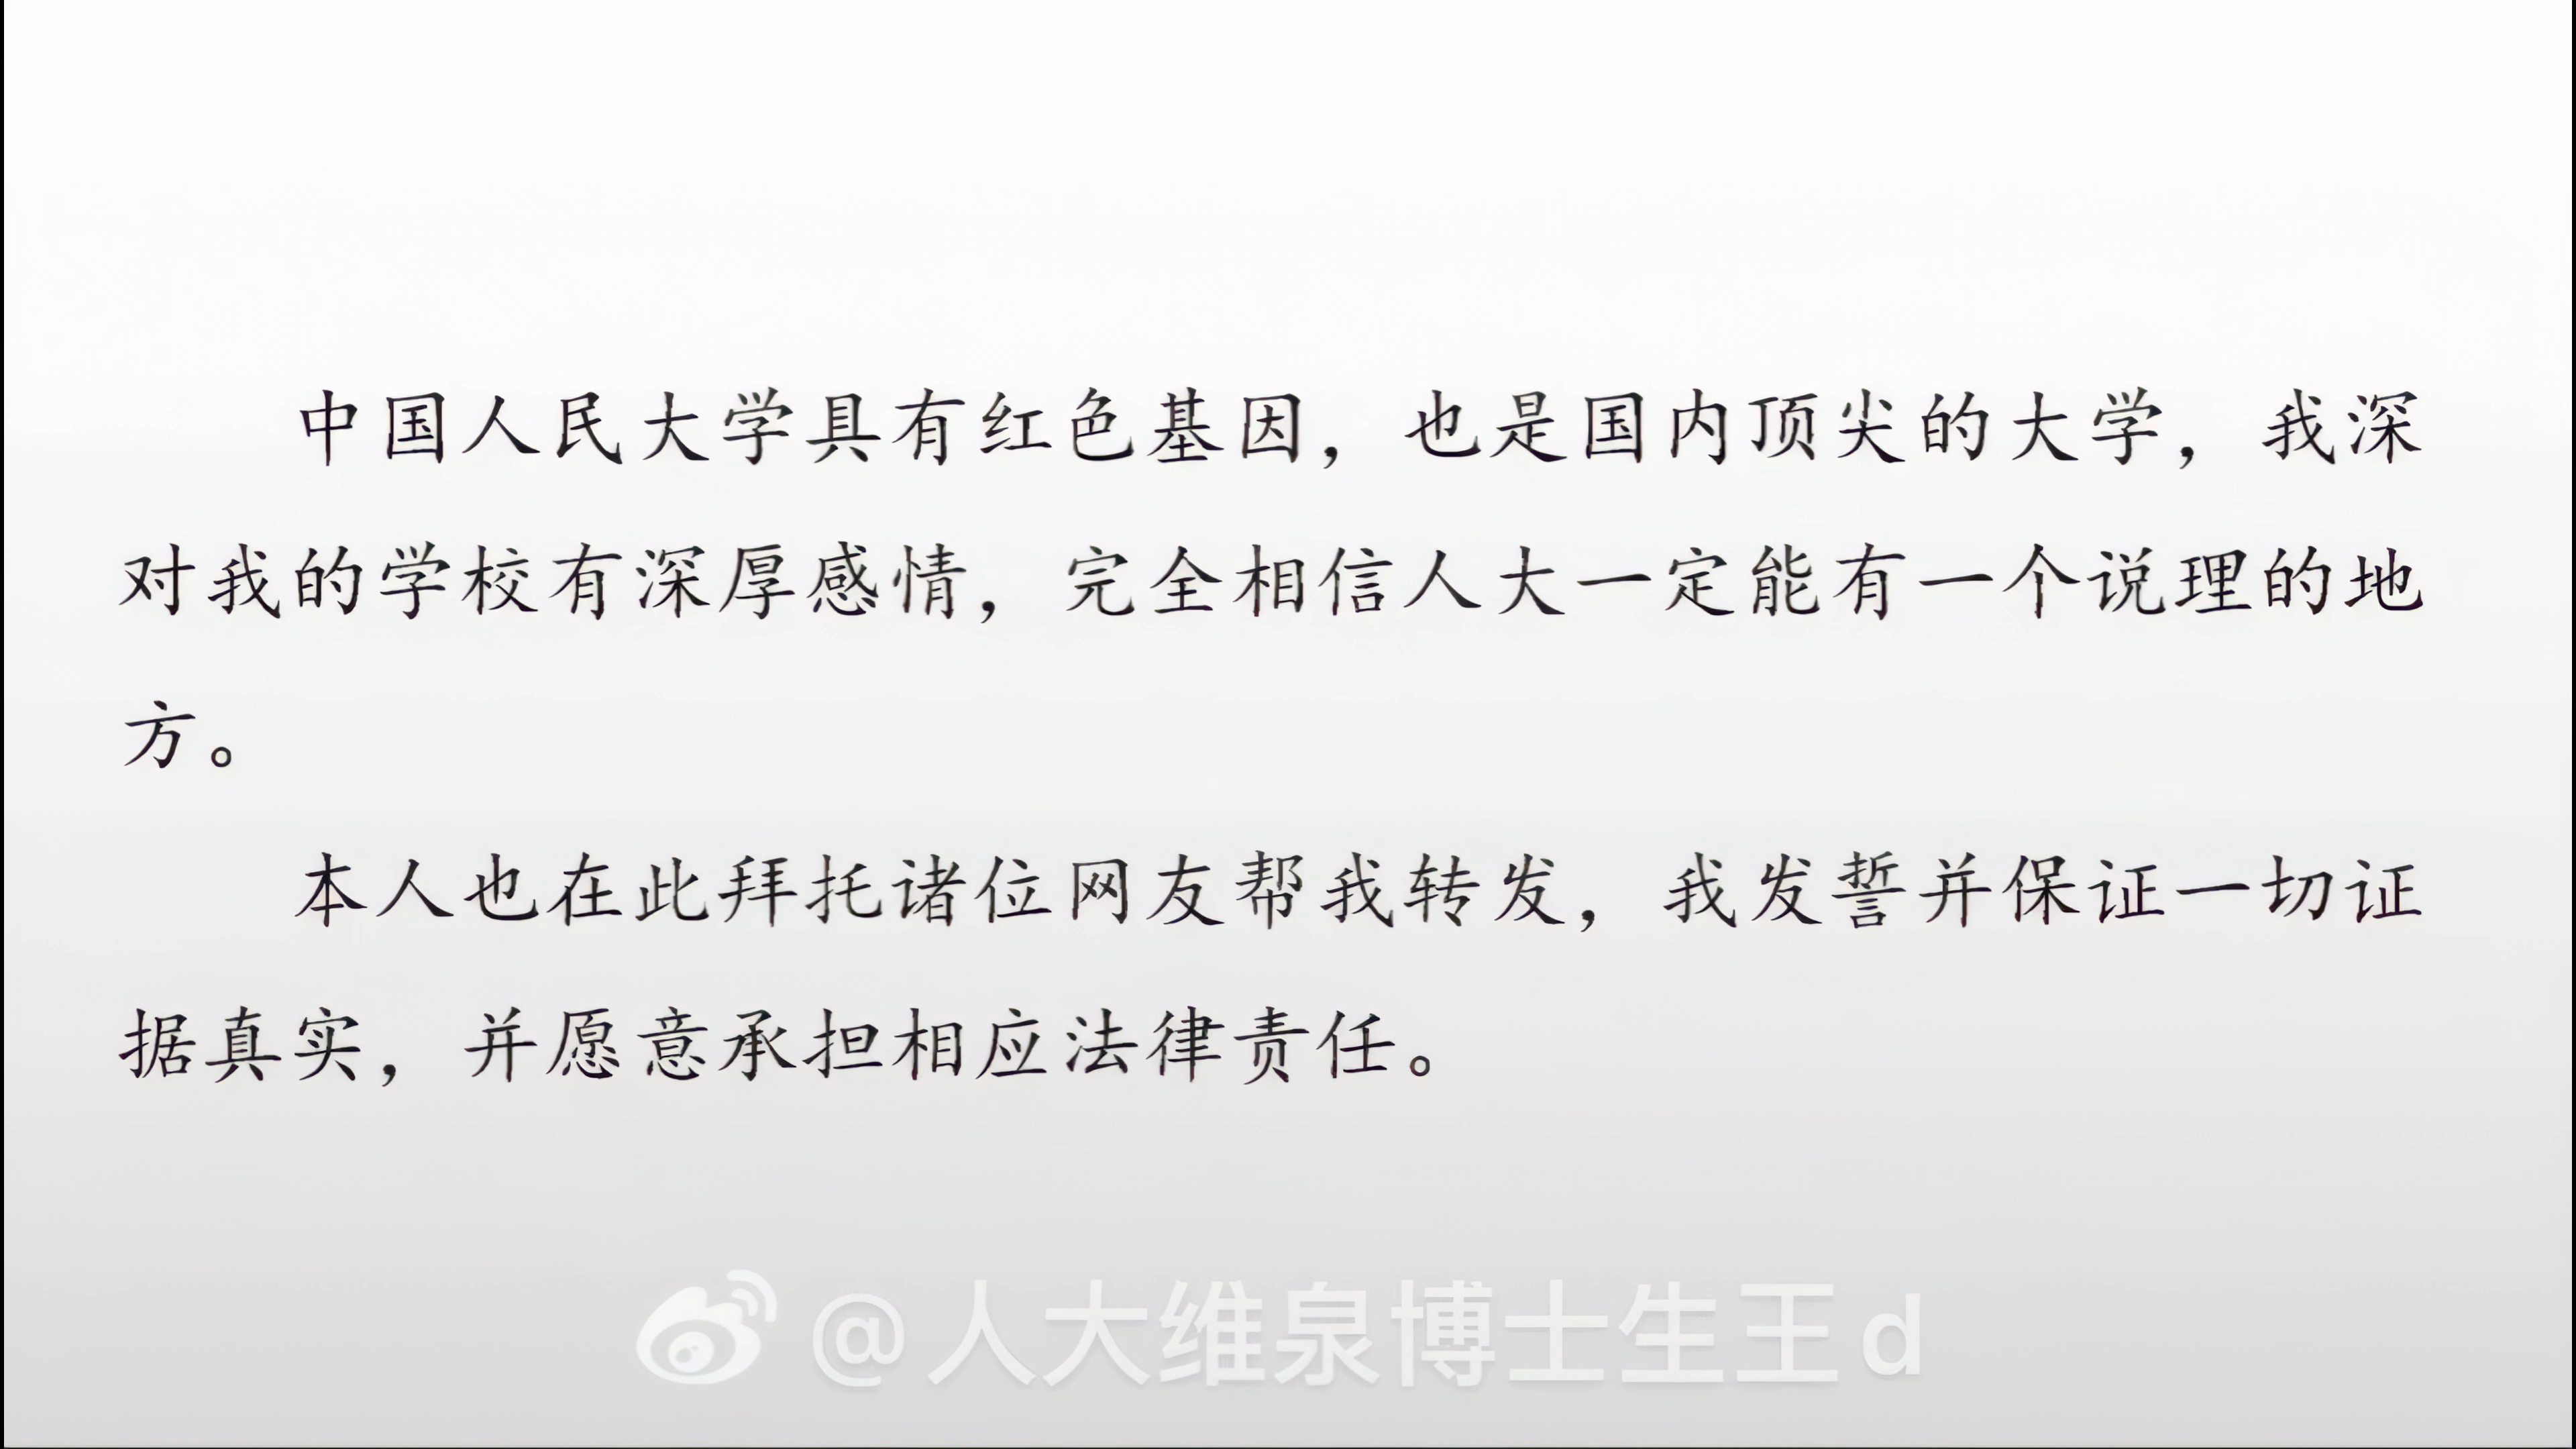 中国人民大学具有红色基因，也是国内顶尖的大学，我深
对我的学校有深厚感情，完全相信人大一定能有一个说理的地
方。
本人也在此拜托诸位网友帮我转发，我发誓并保证一切证
据真实，并愿意承担相应法律责任。
@人大维泉博士生王d